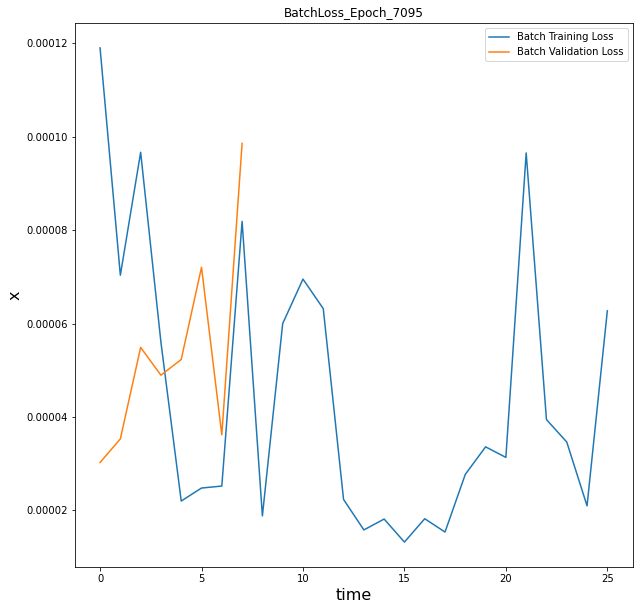 BatchLoss_Epoch_7095
Batch Training Loss
Batch Validation Loss
0.00012
0.00010
0.00008
0.00006
0.00004
0.00002
x
0 5 10 15 20 25
time